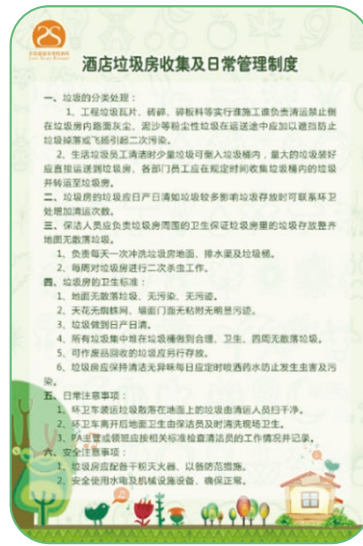 酒店垃圾房收集及日常管理制度
一、垃圾的分类处理：
1、工程垃圾瓦片、砖碎、碎板料等实行谁施工谁负责清运禁止倒
在垃圾房内路面灰尘、泥沙等粉尘性垃圾在运送途中应加以遮挡防止
垃圾掉落或飞扬引起二次污染。
2、生活垃圾员工清洁时少量垃圾可倒入垃圾桶内，量大的垃圾装好
应直接运送到垃圾房、各部门员工应在规定时间收集垃圾桶内的垃圾
并转运至垃圾房。
二、垃圾房的垃圾应日产日清如垃圾较多影响垃圾存放时可联系环卫
处增加清运次数。
三、保洁人员应负责垃圾房周围的卫生保证垃圾房里的垃圾存放整齐
地面无散落垃圾。
1、负责每天一次冲洗垃圾房地面、排水渠及垃圾桶。
2、每周对垃圾房进行二次杀虫工作。
四、垃圾房的卫生标准：
1、地面无散落垃圾、无污染、无污迹。
2、天花无蜘蛛网、墙面门面无粘附无明显污迹。
3、垃圾做到日产日清。
4、所有垃圾集中堆在垃圾桶做到合理、卫生、四周无散落垃圾。
5、可作废品回收的垃圾应另行存放。
6、垃圾房应保持清洁无异味每日应定时喷洒药水防止发生虫害及污
染。
五、日常注意事项：
1、环卫车装运垃圾散落在地面上的垃圾由清运人员扫干净。
2、环卫车离开后地面卫生由保洁员及时清洗现场卫生。
3、PA主管或领班应按相关标准检查清洁员的工作情况并记录。
六、安全注意事项：
1、垃圾房应配备干粉灭火器、以备防范措施。
2、安全使用水电及机械设施设备，确保正常。